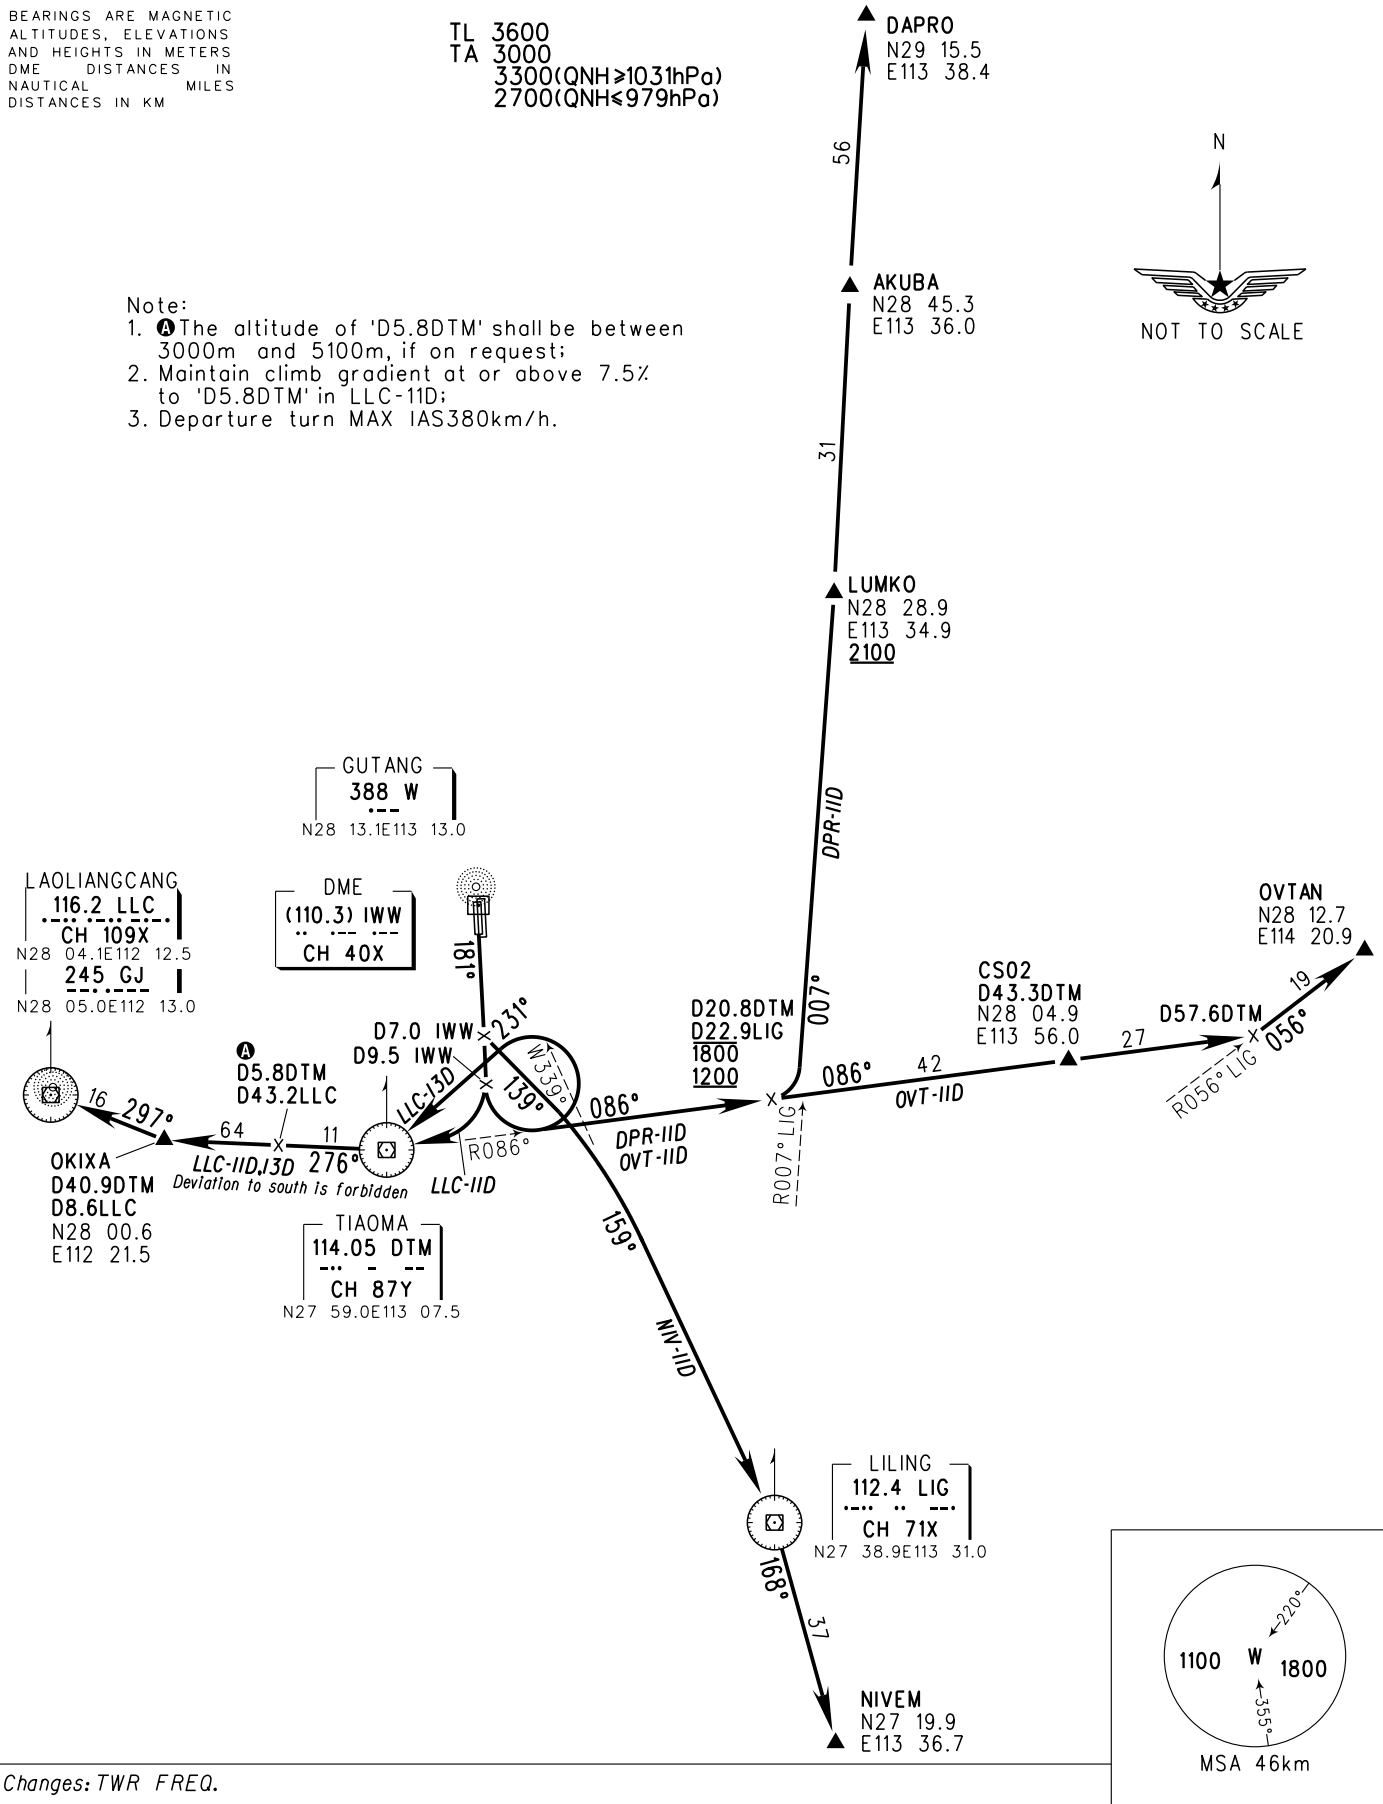 BEARINGS ARE MAGNETIC
ALTITUDES, ELEVATIONS
AND HEIGHTS IN METERS
DME DISTANCES IN
NAUTICAL MILES
DISTANCES IN KM
TL 3600
TA 3000
3300(QNH≥1031hPa)
2700(QNH≤979hPa)
DAPRO
N29 15.5
E113 38.4
56
N
NOT TO SCALE
AKUBA
N28 45.3
E113 36.0
Note:
1. A The altitude of 'D5.8DTM' shall be between
3000m and 5100m, if on request;
2. Maintain climb gradient at or above 7.5%
to 'D5.8DTM' in LLC-11D;
3. Departure turn MAX IAS380km/h.
31
LUMKO
N28 28.9
E113 34.9
2100
DPR-11D
GUTANG
388 W
N28 13.1E113 13.0
LAOLIANGCANG
116.2 LLC
CH 109X
N28 04.1E112 12.5
245 GJ
N28 05.0E112 13.0
DME
(110.3) IWW
CH 40X
181°
OVTAN
N28 12.7
E114 20.9
19
CS02
D43.3DTM
N28 04.9
E113 56.0
D57.6DTM
056°
R056° LIG
27
D20.8DTM
D22.9LIG
1800
1200
007°
D7.0 IWW
D9.5 IWW
231°
W339°
LLC-13D
139°
A
D5.8DTM
D43.2LLC
086°
DPR-11D
OVT-11D
086°
42
OVT-11D
R007° LIG
R086°
16
297°
64
11
LLC-11D,13D
276°
Deviation to south is forbidden
LLC-11D
OKIXA
D40.9DTM
D8.6LLC
N28 00.6
E112 21.5
TIAOMA
114.05 DTM
CH 87Y
N27 59.0E113 07.5
159°
NIV-11D
LILING
112.4 LIG
CH 71X
N27 38.9E113 31.0
168°
37
NIVEM
N27 19.9
E113 36.7
220°
1100
W
1800
355°
MSA 46km
Changes: TWR FREQ.